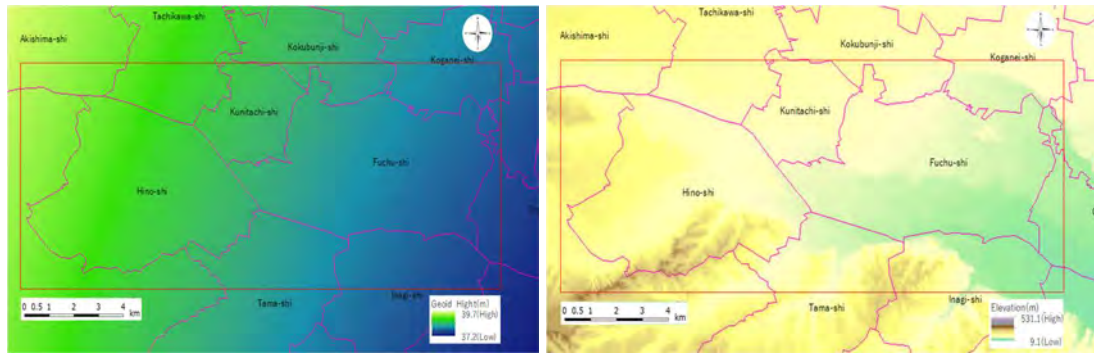 Tachikawa-shi
Akishima-shi
Kokubunji-shi
Koganei-shi
Kunitachi-shi
Fuchu-shi
Hino-shi
Tama-shi
Inagi-shi
0 0.5 1 2 3 4
km
Geoid Hight(m)
39.7(High)
37.2(Low)
Tachikawa-shi
Akishima-shi
Kokubunji-shi
Koganei-shi
Kunitachi-shi
Fuchu-shi
Hino-shi
Tama-shi
Inagi-shi
0 0.5 1 2 3 4
km
Elevation(m)
531.1(High)
9.1(Low)